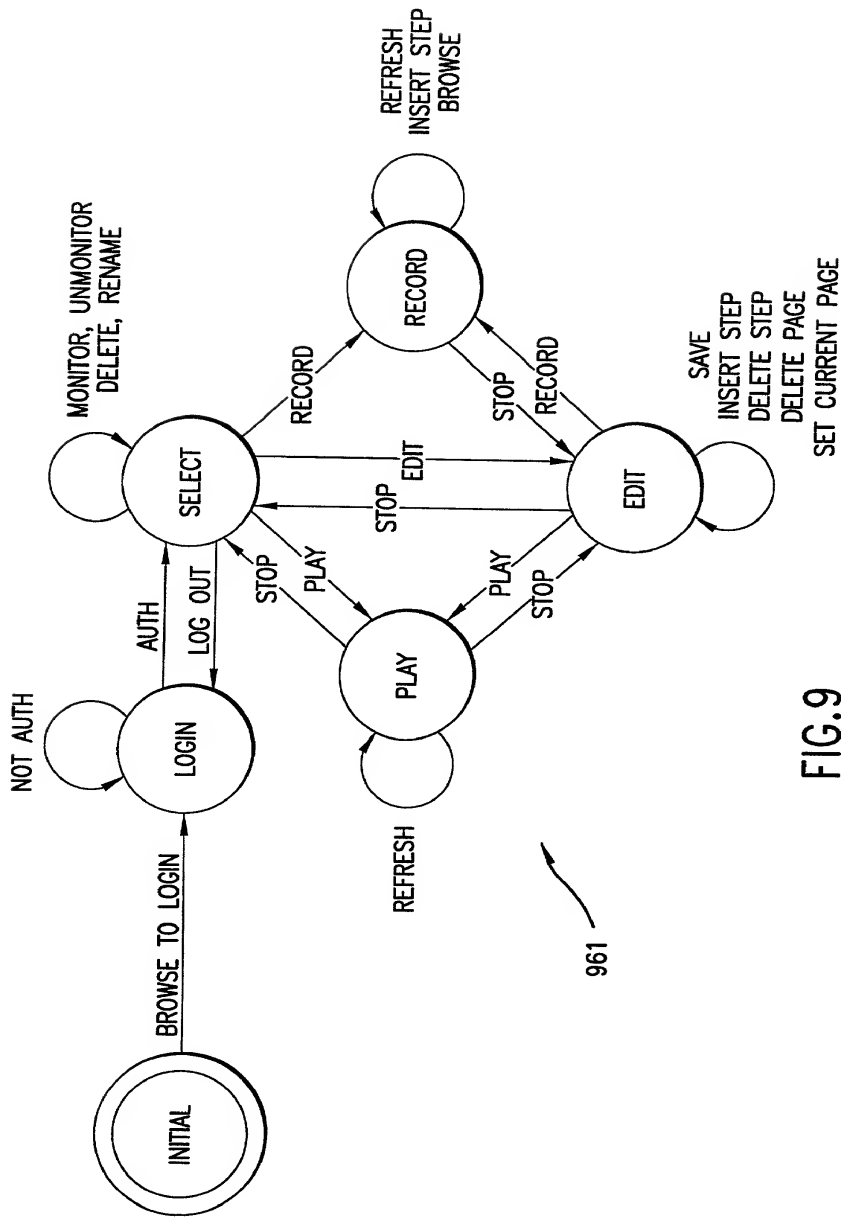 INITIAL
BROWSE TO LOGIN
NOT AUTH
LOGIN
AUTH
LOG OUT
MONITOR, UNMONITOR
DELETE, RENAME
SELECT
STOP
PLAY
STOP
EDIT
RECORD
REFRESH
PLAY
RECORD
REFRESH
INSERT STEP
BROWSE
PLAY
STOP
STOP
RECORD
EDIT
SAVE
INSERT STEP
DELETE STEP
DELETE PAGE
SET CURRENT PAGE
961
FIG.9